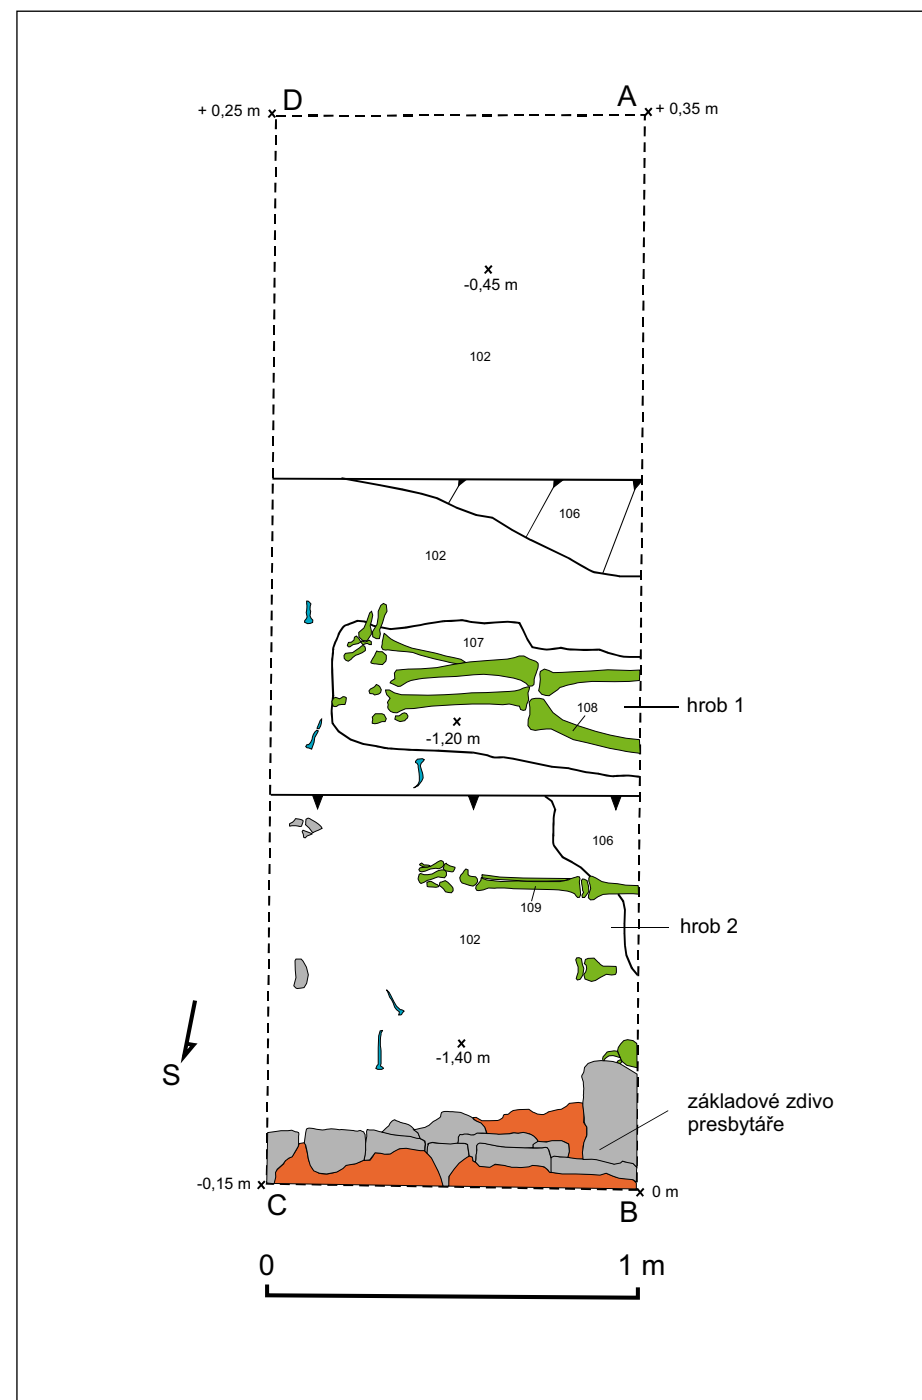 D
A
+ 0,25 m
+ 0,35 m
-0,45 m
102
106
102
107
108
hrob 1
-1,20 m
106
109
hrob 2
102
-1,40 m
S
základové zdivo
presbytáře
-0,15 m
0 m
C
B
0
1 m